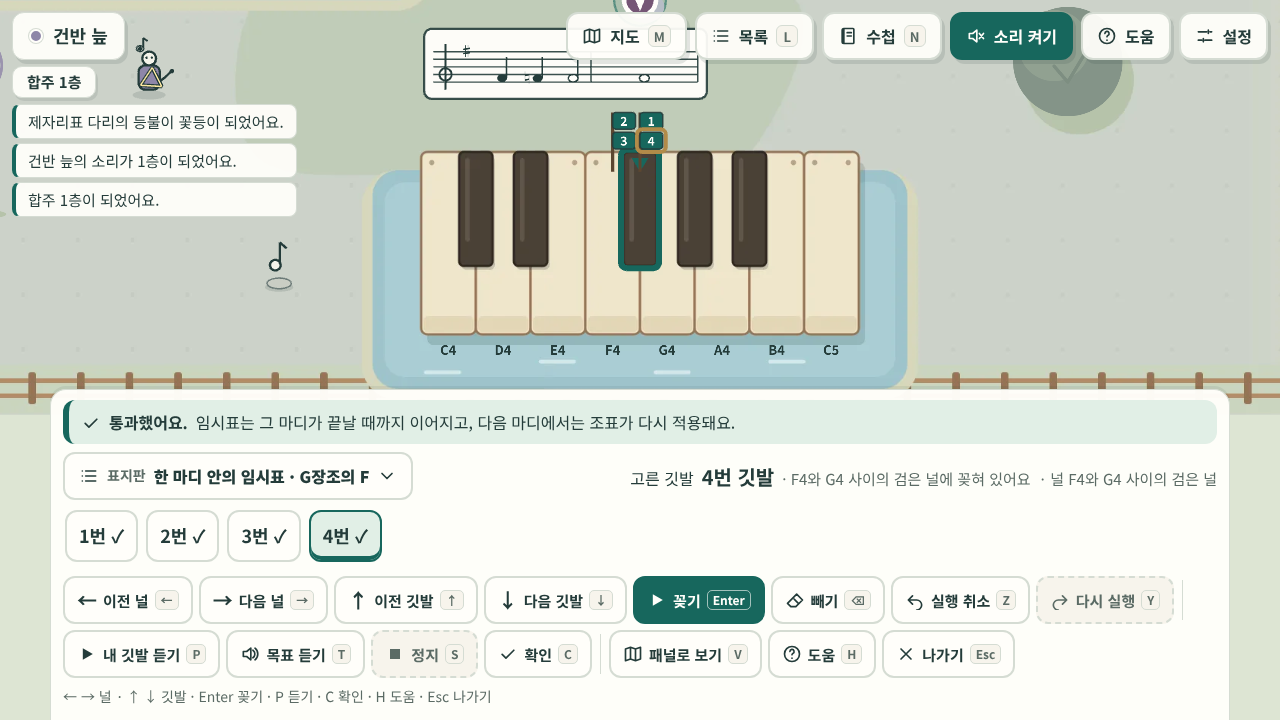 건반 늪
지도 M
목록 L
수첩 N
소리 켜기
도움
설정
합주 1층
제자리표 다리의 등불이 꽃등이 되었어요.
건반 늪의 소리가 1층이 되었어요.
합주 1층이 되었어요.
2 1
3 4
C4 D4 E4 F4 G4 A4 B4 C5
통과했어요. 임시표는 그 마디가 끝날 때까지 이어지고, 다음 마디에서는 조표가 다시 적용돼요.
표지판 한 마디 안의 임시표 · G장조의 F
고른 깃발 4번 깃발 · F4와 G4 사이의 검은 널에 꽂혀 있어요 · 널 F4와 G4 사이의 검은 널
1번 ✓ 2번 ✓ 3번 ✓ 4번 ✓
← 이전 널 ← → 다음 널 → ↑ 이전 깃발 ↑ ↓ 다음 깃발 ↓ 꽂기 Enter 빼기 ⌫ 실행 취소 Z 다시 실행 Y
내 깃발 듣기 P 목표 듣기 T 정지 S 확인 C 패널로 보기 V 도움 H 나가기 Esc
← → 널 · ↑ ↓ 깃발 · Enter 꽂기 · P 듣기 · C 확인 · H 도움 · Esc 나가기